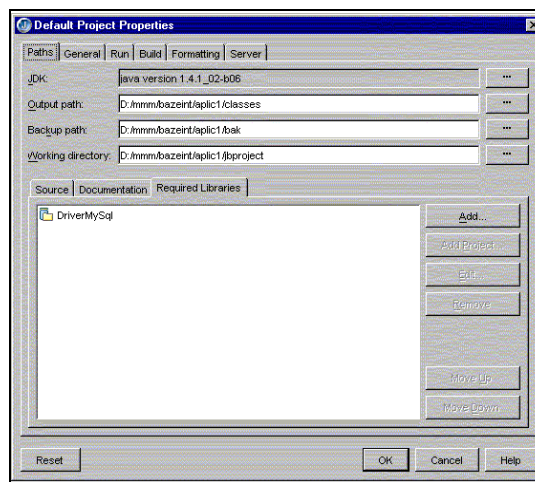 Default Project Properties
Paths General Run Build Formatting Server
JDK: java version 1.4.1_02-b06 ...
Output path: D:/mmm/bazeint/aplic1/classes ...
Backup path: D:/mmm/bazeint/aplic1/bak ...
Working directory: D:/mmm/bazeint/aplic1/jbproject ...
Source Documentation Required Libraries
DriverMySql
Add...
Add Project...
Edit...
Remove
Move Up
Move Down
Reset OK Cancel Help